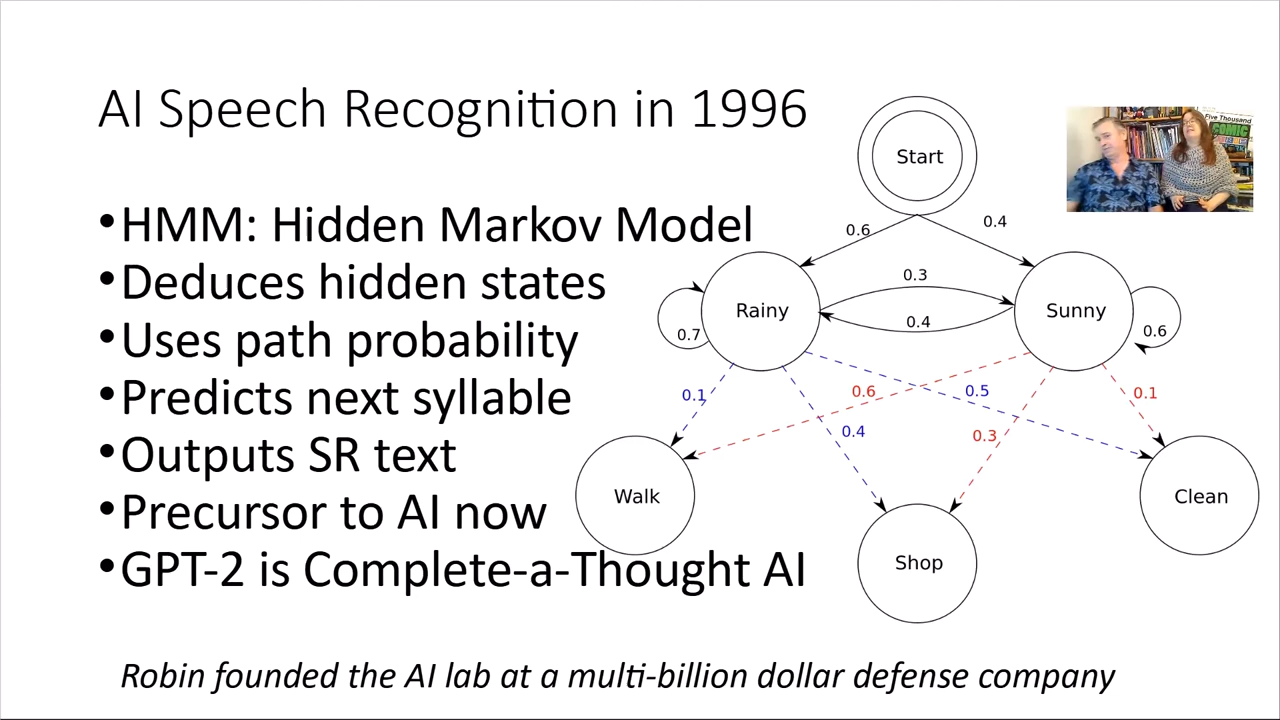 AI Speech Recognition in 1996
•HMM: Hidden Markov Model
•Deduces hidden states
•Uses path probability
•Predicts next syllable
•Outputs SR text
•Precursor to AI now
•GPT-2 is Complete-a-Thought AI
Robin founded the AI lab at a multi-billion dollar defense company
Start
0.6
0.4
Rainy
0.3
0.4
Sunny
0.7
0.6
0.1
0.6
0.5
0.1
0.4
0.3
Walk
Shop
Clean
Five Thousand
COMIC